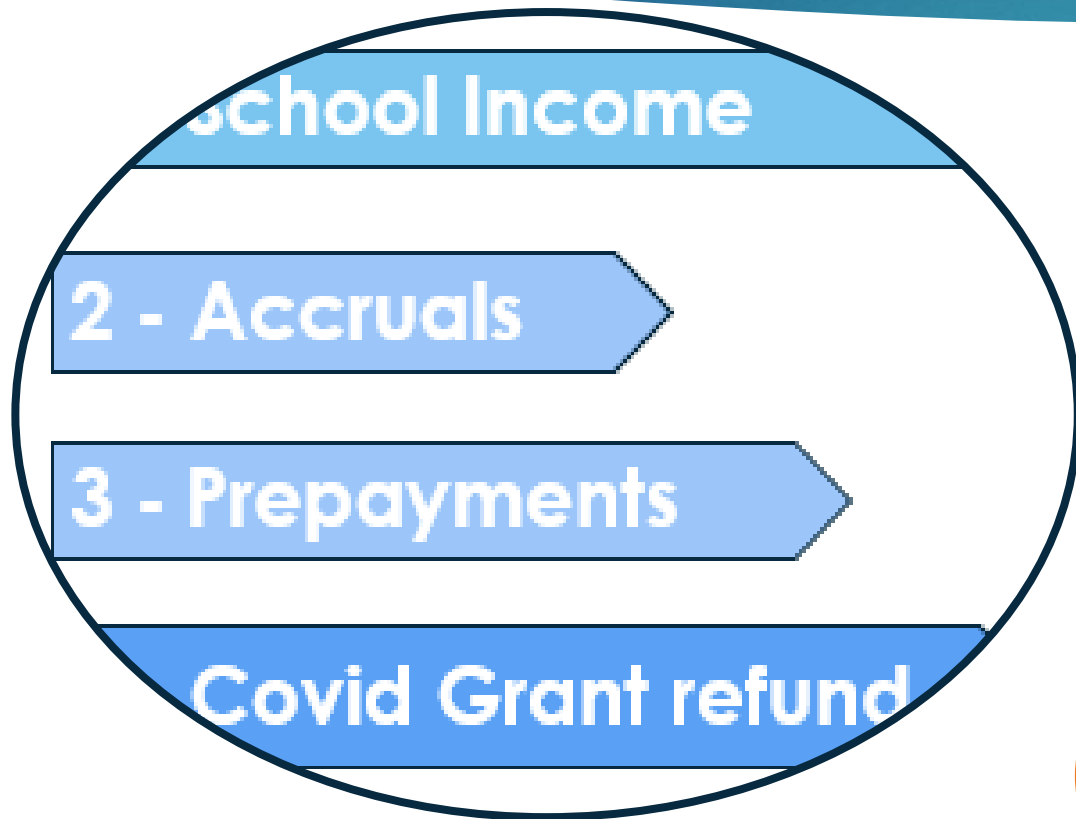 School Income
2 - Accruals
3 - Prepayments
Covid Grant refund